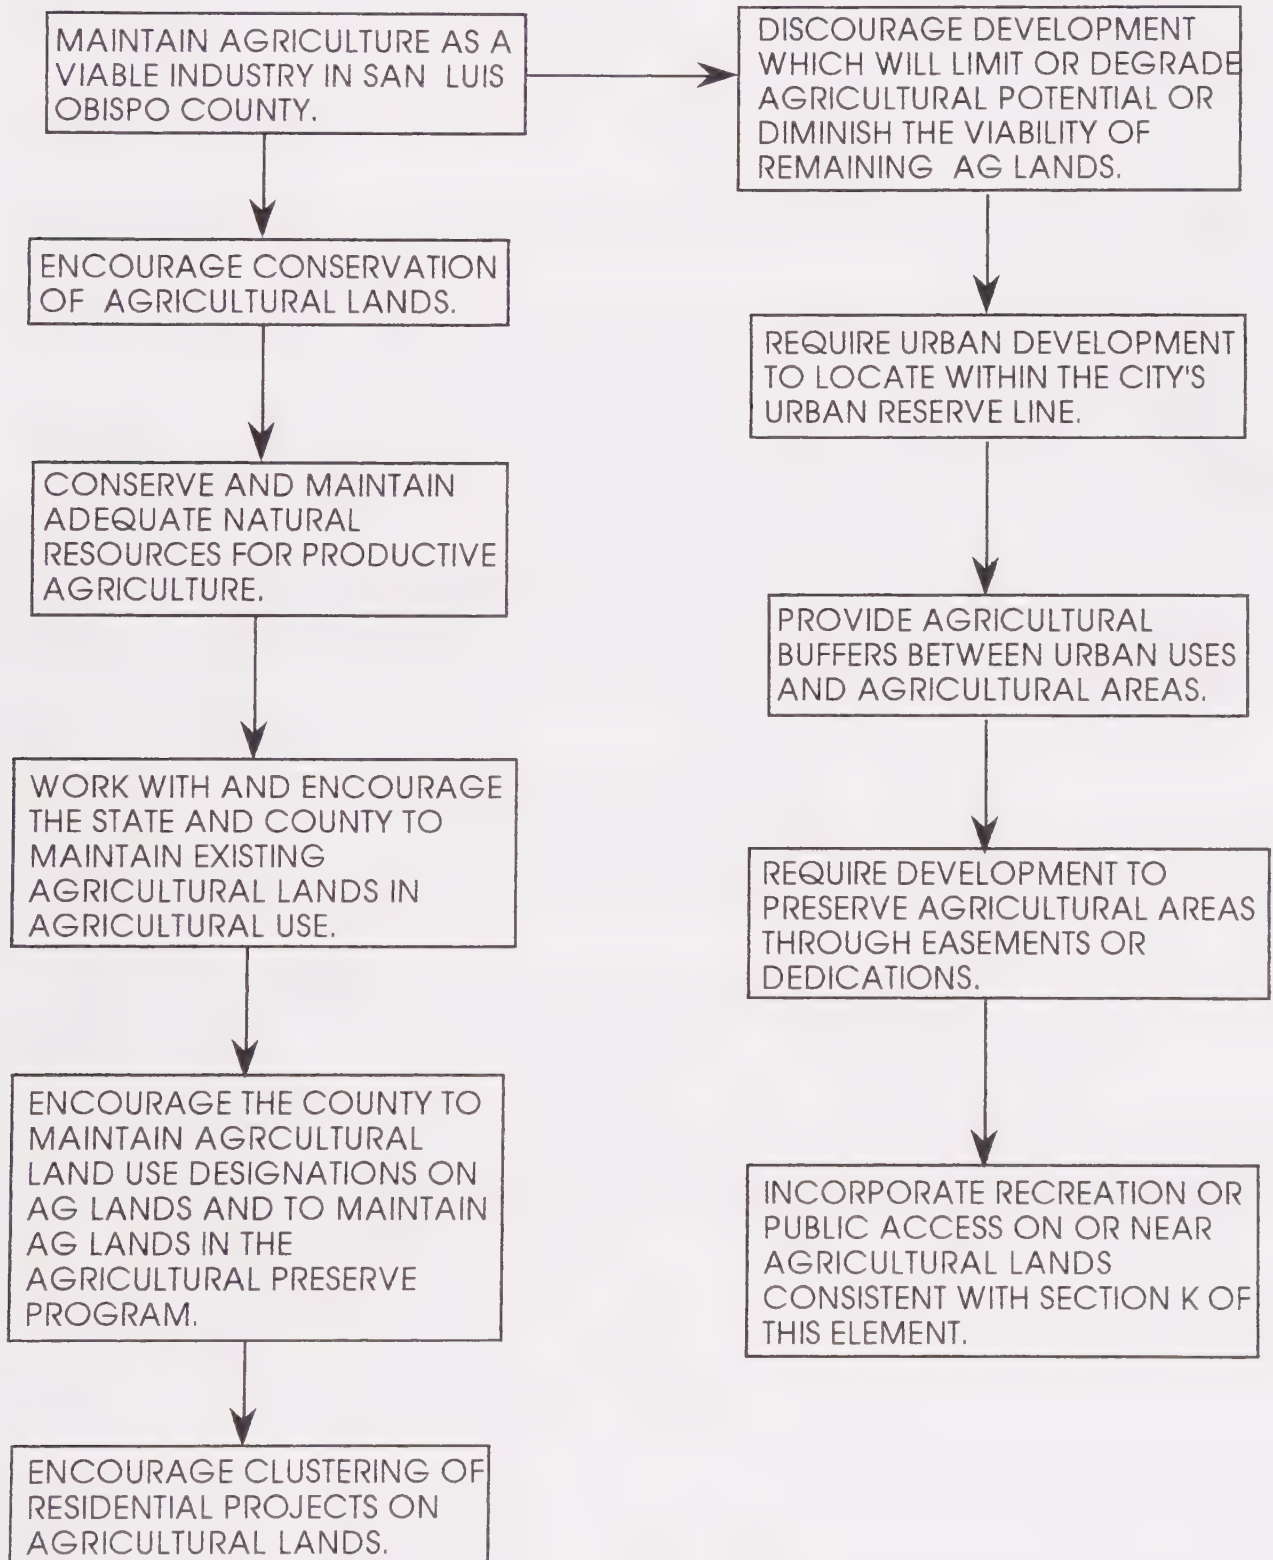 MAINTAIN AGRICULTURE AS A
VIABLE INDUSTRY IN SAN LUIS
OBISPO COUNTY.
ENCOURAGE CONSERVATION
OF AGRICULTURAL LANDS.
CONSERVE AND MAINTAIN
ADEQUATE NATURAL
RESOURCES FOR PRODUCTIVE
AGRICULTURE.
WORK WITH AND ENCOURAGE
THE STATE AND COUNTY TO
MAINTAIN EXISTING
AGRICULTURAL LANDS IN
AGRICULTURAL USE.
ENCOURAGE THE COUNTY TO
MAINTAIN AGRCULTURAL
LAND USE DESIGNATIONS ON
AG LANDS AND TO MAINTAIN
AG LANDS IN THE
AGRICULTURAL PRESERVE
PROGRAM.
ENCOURAGE CLUSTERING OF
RESIDENTIAL PROJECTS ON
AGRICULTURAL LANDS.
DISCOURAGE DEVELOPMENT
WHICH WILL LIMIT OR DEGRADE
AGRICULTURAL POTENTIAL OR
DIMINISH THE VIABILITY OF
REMAINING AG LANDS.
REQUIRE URBAN DEVELOPMENT
TO LOCATE WITHIN THE CITY'S
URBAN RESERVE LINE.
PROVIDE AGRICULTURAL
BUFFERS BETWEEN URBAN USES
AND AGRICULTURAL AREAS.
REQUIRE DEVELOPMENT TO
PRESERVE AGRICULTURAL AREAS
THROUGH EASEMENTS OR
DEDICATIONS.
INCORPORATE RECREATION OR
PUBLIC ACCESS ON OR NEAR
AGRICULTURAL LANDS
CONSISTENT WITH SECTION K OF
THIS ELEMENT.